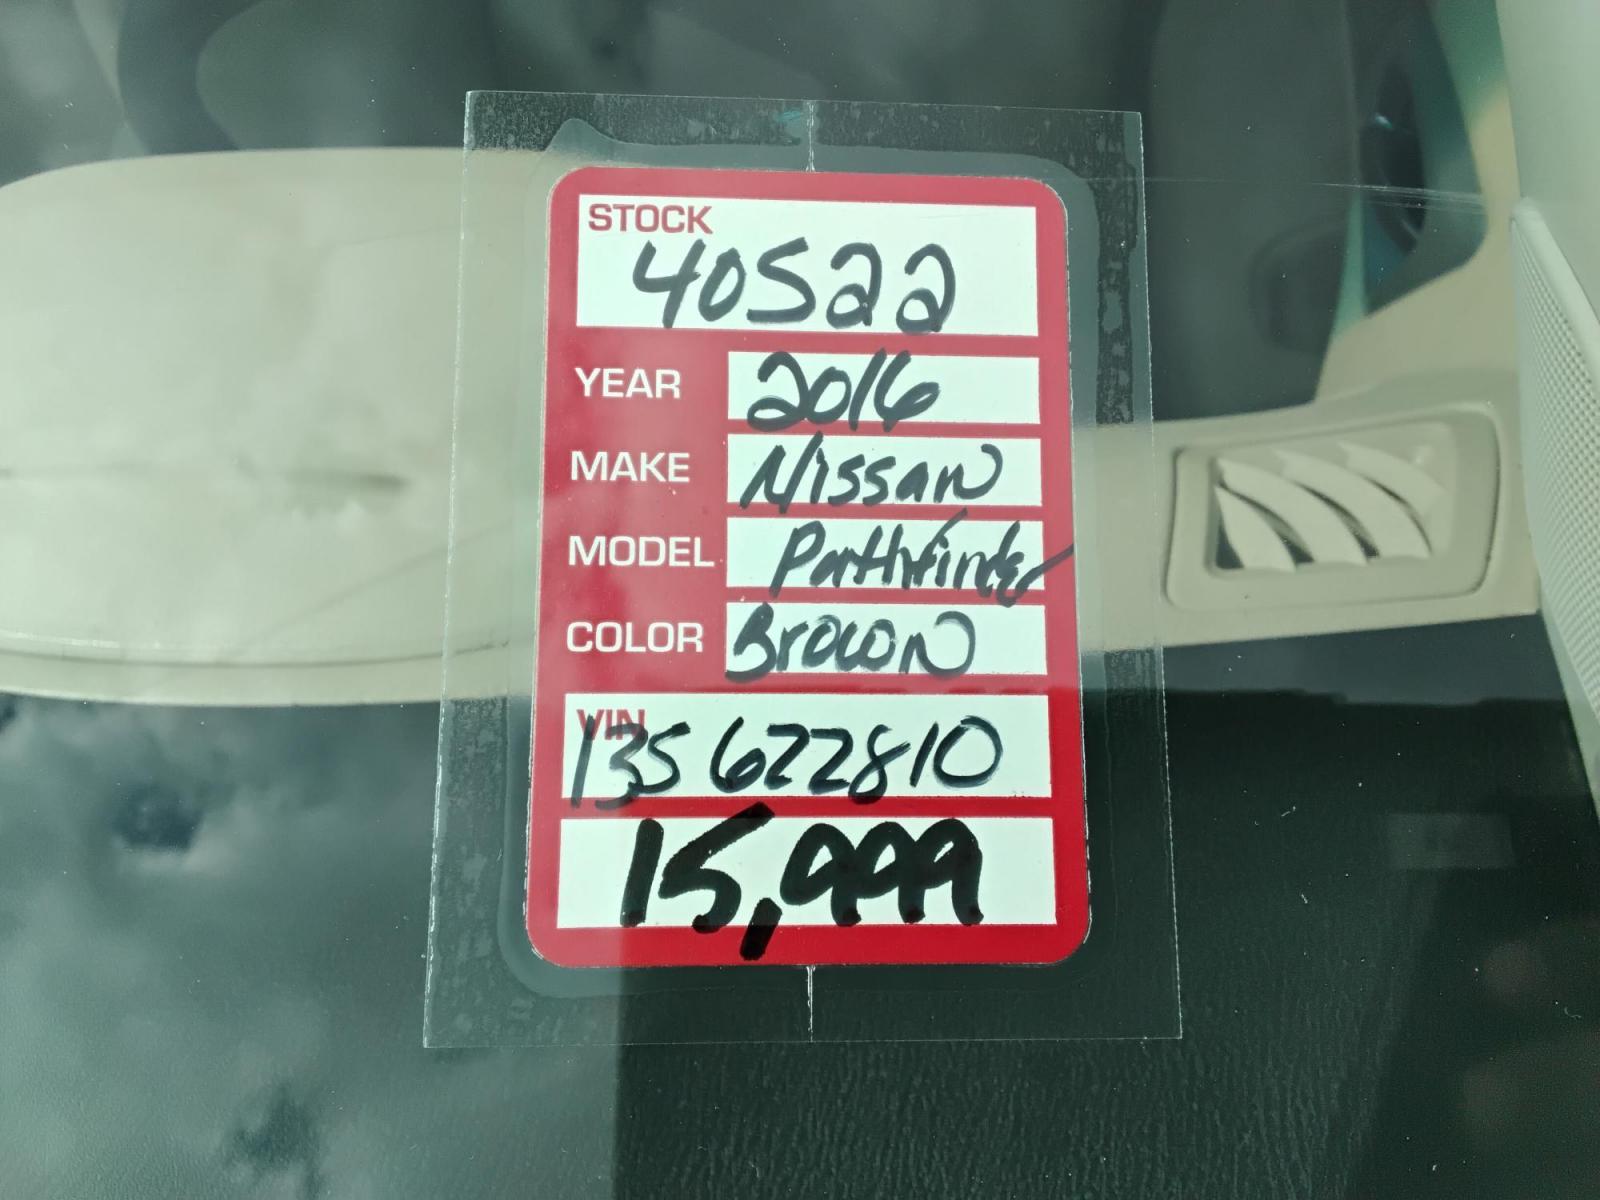 STOCK
40522
YEAR 2016
MAKE Nissan
MODEL Pathfinder
COLOR Brown
VIN
135622810
15,999